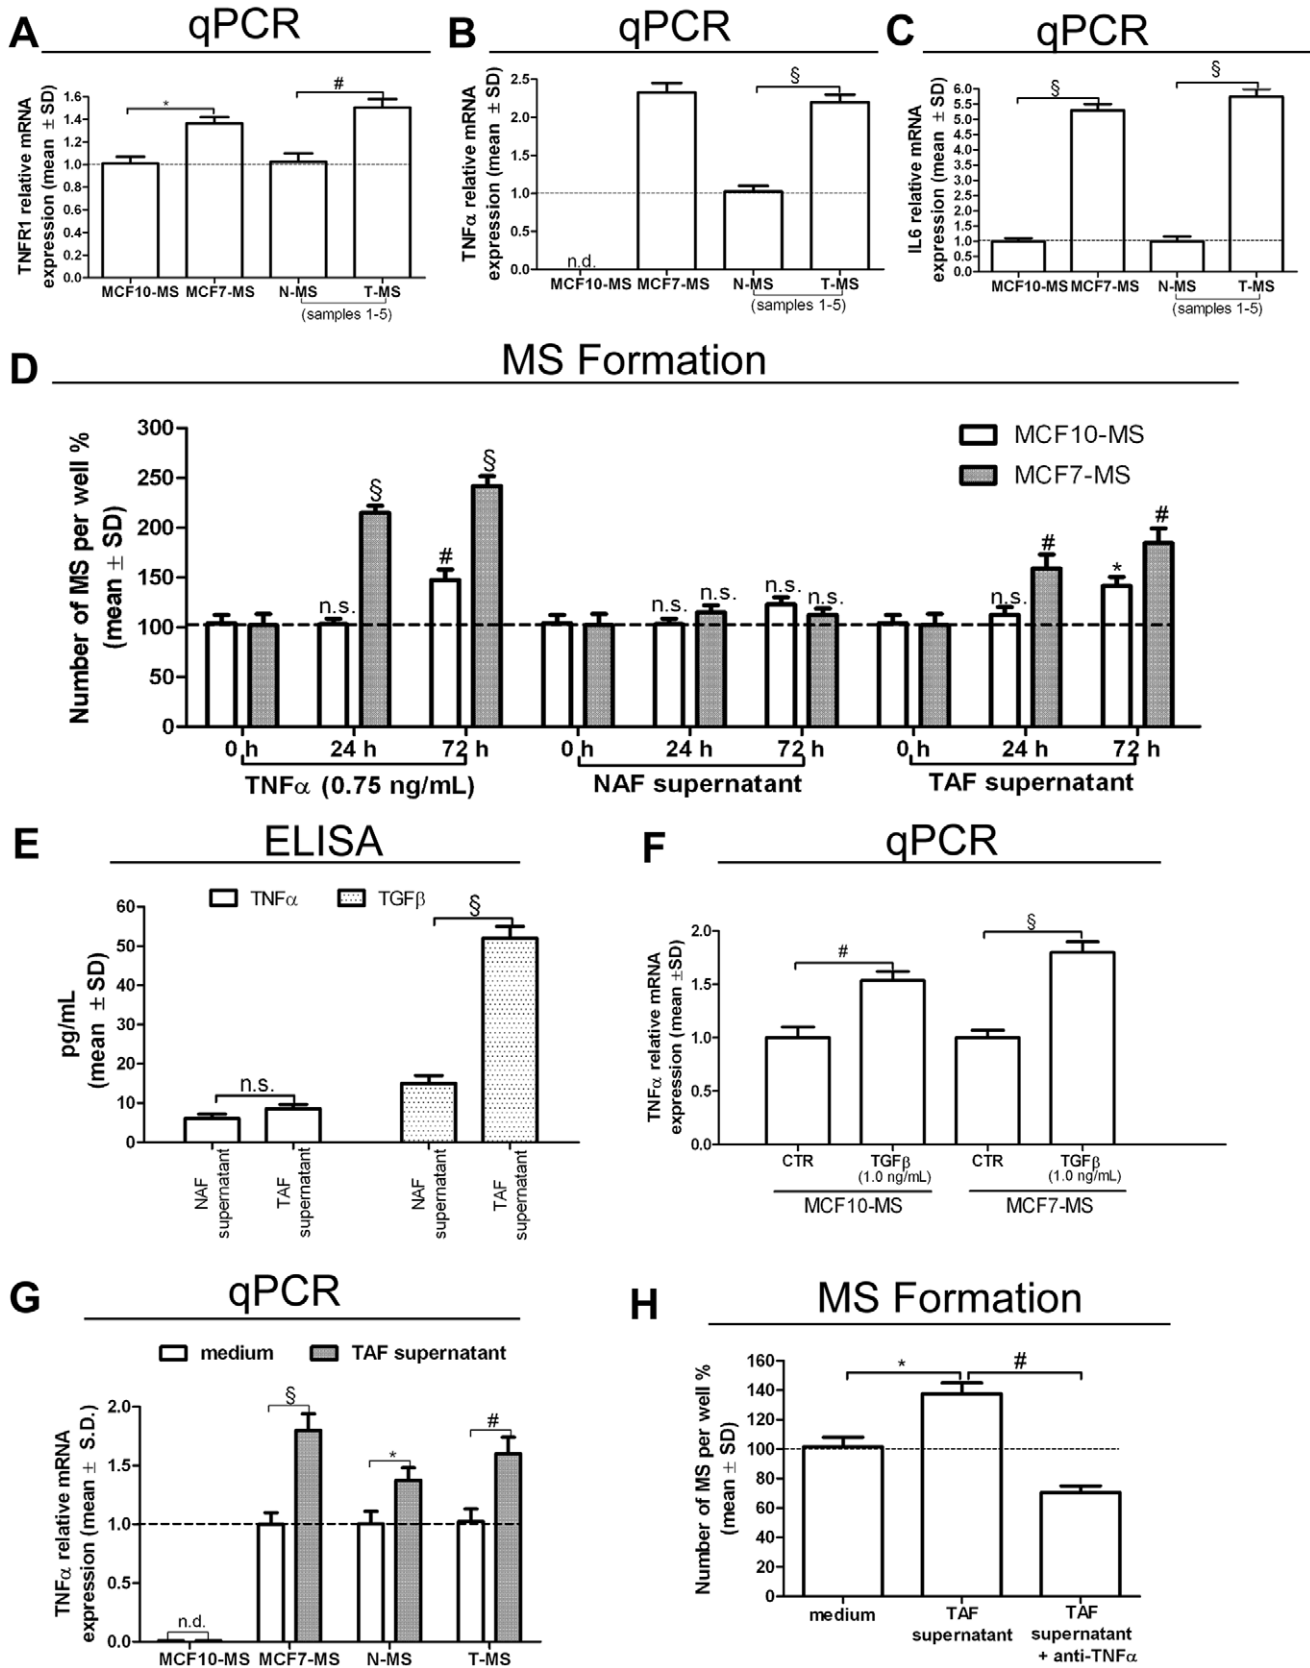 A
qPCR
TNFR1 relative mRNA
expression (mean ± SD)
1.6
1.4
1.2
1.0
0.8
0.6
0.4
0.2
0.0
*
#
MCF10-MS MCF7-MS N-MS T-MS
(samples 1-5)
B
qPCR
TNFα relative mRNA
expression (mean ± SD)
2.5
2.0
1.5
1.0
0.5
0.0
n.d.
§
MCF10-MS MCF7-MS N-MS T-MS
(samples 1-5)
C
qPCR
IL6 relative mRNA
expression (mean ± SD)
6.0
5.5
5.0
4.5
4.0
3.5
3.0
2.5
2.0
1.5
1.0
0.5
0.0
§
§
MCF10-MS MCF7-MS N-MS T-MS
(samples 1-5)
D
MS Formation
Number of MS per well %
(mean ± SD)
300
250
200
150
100
50
0
MCF10-MS
MCF7-MS
n.s. § # § n.s. n.s. n.s. n.s. n.s. # * #
0 h 24 h 72 h 0 h 24 h 72 h 0 h 24 h 72 h
TNFα (0.75 ng/mL) NAF supernatant TAF supernatant
E
ELISA
TNFα TGFβ
pg/mL
(mean ± SD)
60
50
40
30
20
10
0
n.s.
§
NAF
supernatant
TAF
supernatant
NAF
supernatant
TAF
supernatant
F
qPCR
TNFα relative mRNA
expression (mean ±SD)
2.0
1.5
1.0
0.5
0.0
#
§
CTR TGFβ CTR TGFβ
(1.0 ng/mL) (1.0 ng/mL)
MCF10-MS MCF7-MS
G
qPCR
medium TAF supernatant
TNFα relative mRNA
expression (mean ± S.D.)
2.0
1.5
1.0
0.5
0.0
n.d.
§
*
#
MCF10-MS MCF7-MS N-MS T-MS
H
MS Formation
Number of MS per well %
(mean ± SD)
160
140
120
100
80
60
40
20
0
*
#
medium TAF TAF
supernatant supernatant
+ anti-TNFα